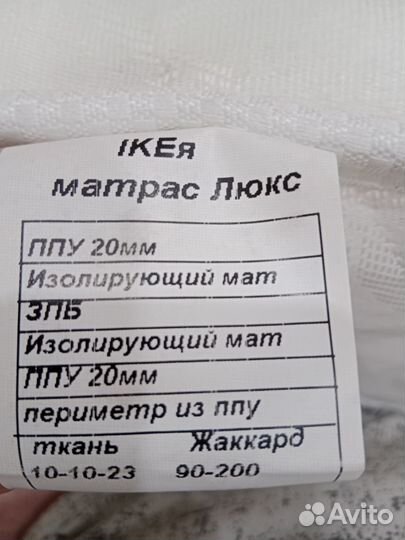 IKEя
матрас Люкс
ППУ 20мм
Изолирующий мат
ЗПБ
Изолирующий мат
ППУ 20мм
периметр из ппу
ткань Жаккард
10-10-23 90-200
Avito